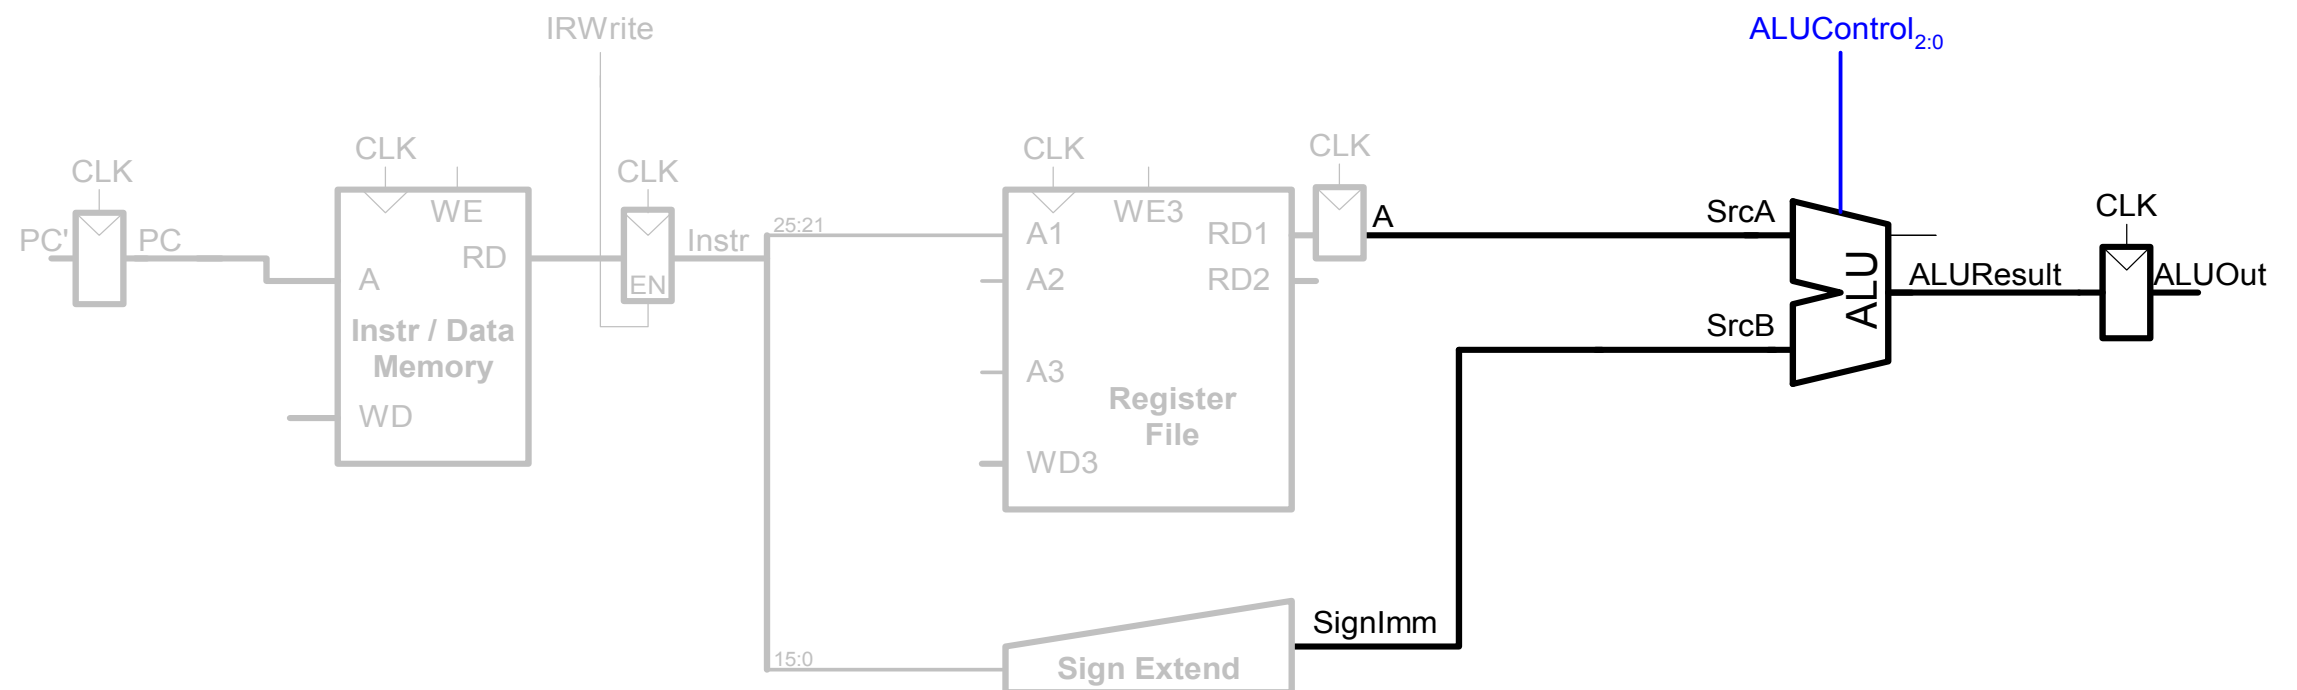 IRWrite
ALUControl2:0
CLK
CLK
CLK
CLK
CLK
CLK
PC'
PC
WE
RD
A
Instr / Data
Memory
WD
EN
Instr
25:21
A1
WE3
RD1
A2
RD2
A3
Register
File
WD3
A
SrcA
SrcB
ALU
ALUResult
ALUOut
SignImm
15:0
Sign Extend